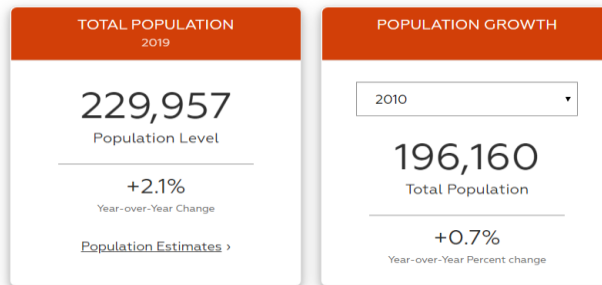 TOTAL POPULATION
2019
229,957
Population Level
+2.1%
Year-over-Year Change
Population Estimates ›
POPULATION GROWTH
2010
196,160
Total Population
+0.7%
Year-over-Year Percent change